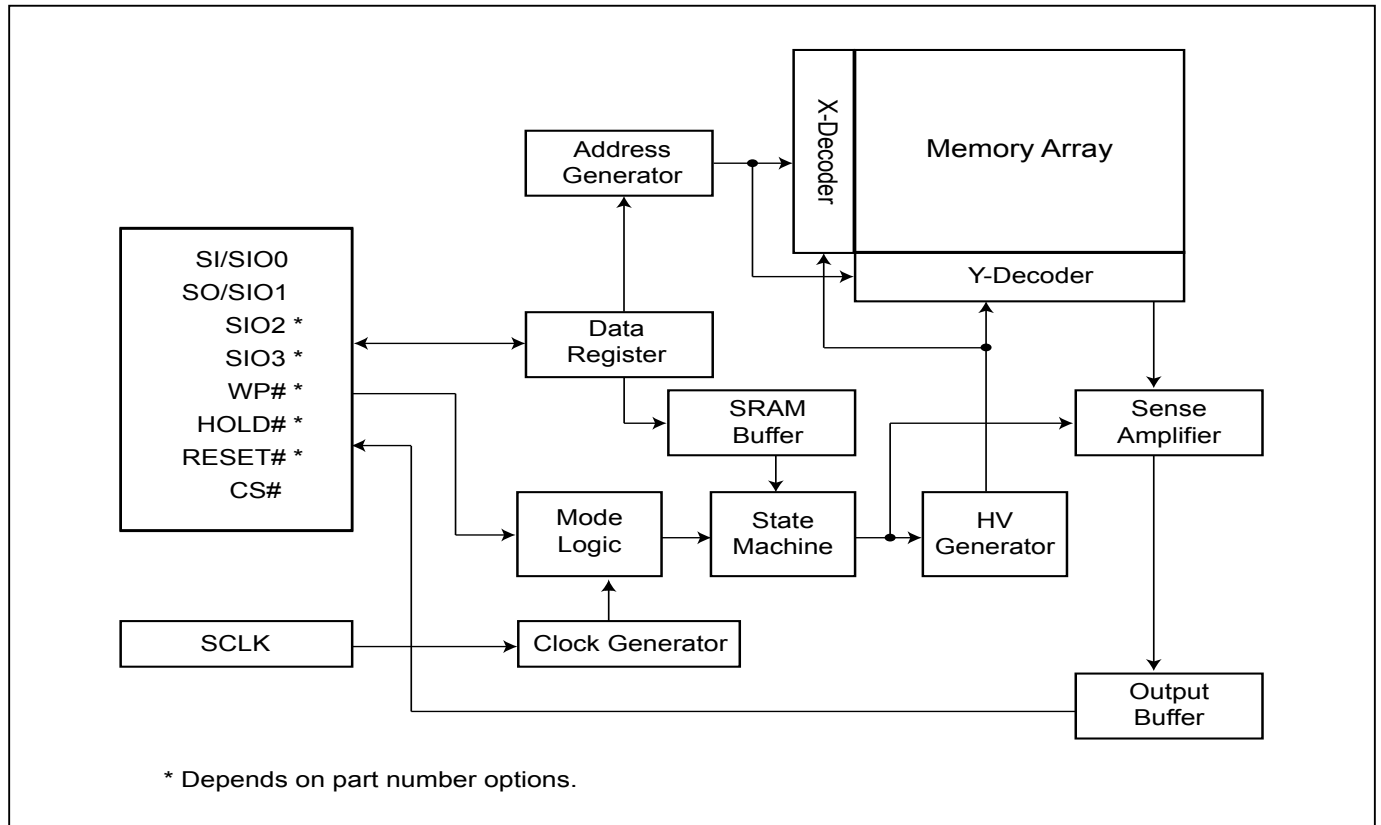 X-Decoder
Memory Array
Address
Generator
Y-Decoder
SI/SIO0
SO/SIO1
SIO2 *
SIO3 *
WP# *
HOLD# *
RESET# *
CS#
Data
Register
SRAM
Buffer
Sense
Amplifier
Mode
Logic
State
Machine
HV
Generator
SCLK
Clock Generator
Output
Buffer
* Depends on part number options.